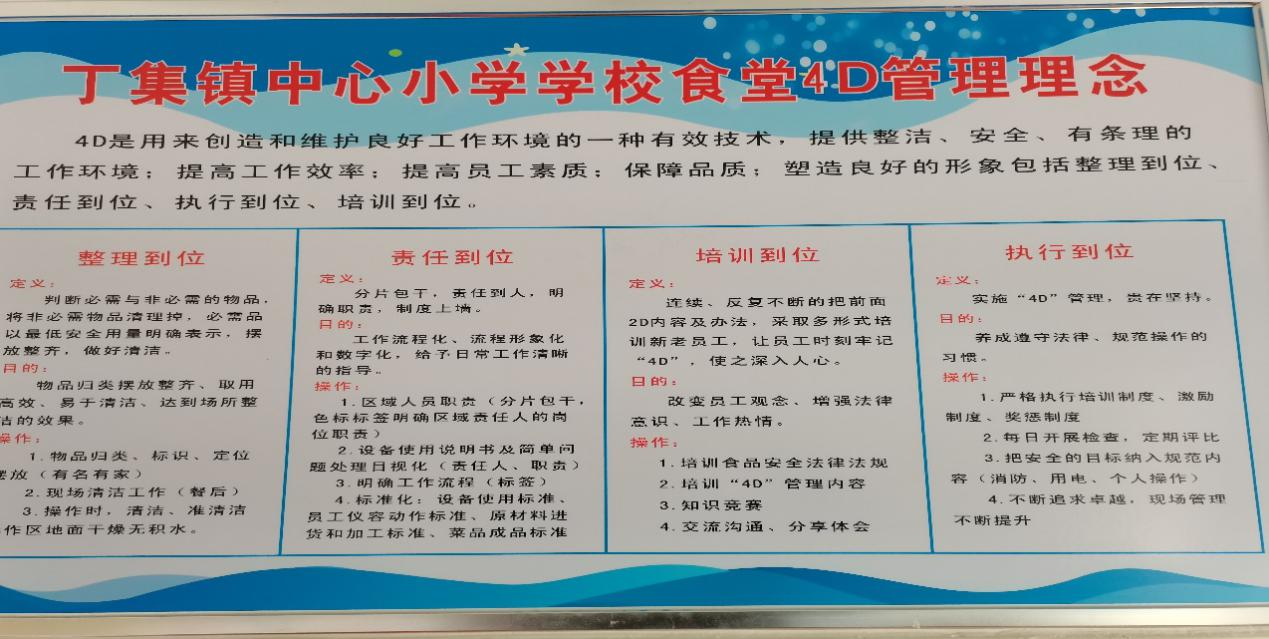 丁集镇中心小学学校食堂4D管理理念
4D是用来创造和维护良好工作环境的一种有效技术，提供整洁、安全、有条理的
工作环境；提高工作效率；提高员工素质；保障品质；塑造良好的形象包括整理到位、
责任到位、执行到位、培训到位。
整理到位
定义：
判断必需与非必需的物品，
将非必需物品清理掉，必需品
以最低安全用量明确表示，摆
放整齐，做好清洁。
目的：
物品归类摆放整齐、取用
高效、易于清洁、达到场所整
洁的效果。
操作：
1.物品归类、标识、定位
摆放（有名有家）
2.现场清洁工作（餐后）
3.操作时，清洁、准清洁
作区地面干燥无积水。
责任到位
定义：
分片包干，责任到人，明
确职责，制度上墙。
目的：
工作流程化、流程形象化
和数字化，给予日常工作清晰
的指导。
操作：
1.区域人员职责（分片包干，
色标标签明确区域责任人的岗
位职责）
2.设备使用说明书及简单问
题处理目视化（责任人、职责）
3.明确工作流程（标签）
4.标准化：设备使用标准、
员工仪容动作标准、原材料进
货和加工标准、菜品成品标准
培训到位
定义：
连续、反复不断的把前面
2D内容及办法，采取多形式培
训新老员工，让员工时刻牢记
“4D”，使之深入人心。
目的：
改变员工观念、增强法律
意识、工作热情。
操作：
1.培训食品安全法律法规
2.培训“4D”管理内容
3.知识竞赛
4.交流沟通、分享体会
执行到位
定义：
实施“4D”管理，贵在坚持。
目的：
养成遵守法律、规范操作的
习惯。
操作：
1.严格执行培训制度、激励
制度、奖惩制度
2.每日开展检查，定期评比
3.把安全的目标纳入规范内
容（消防、用电、个人操作）
4.不断追求卓越，现场管理
不断提升